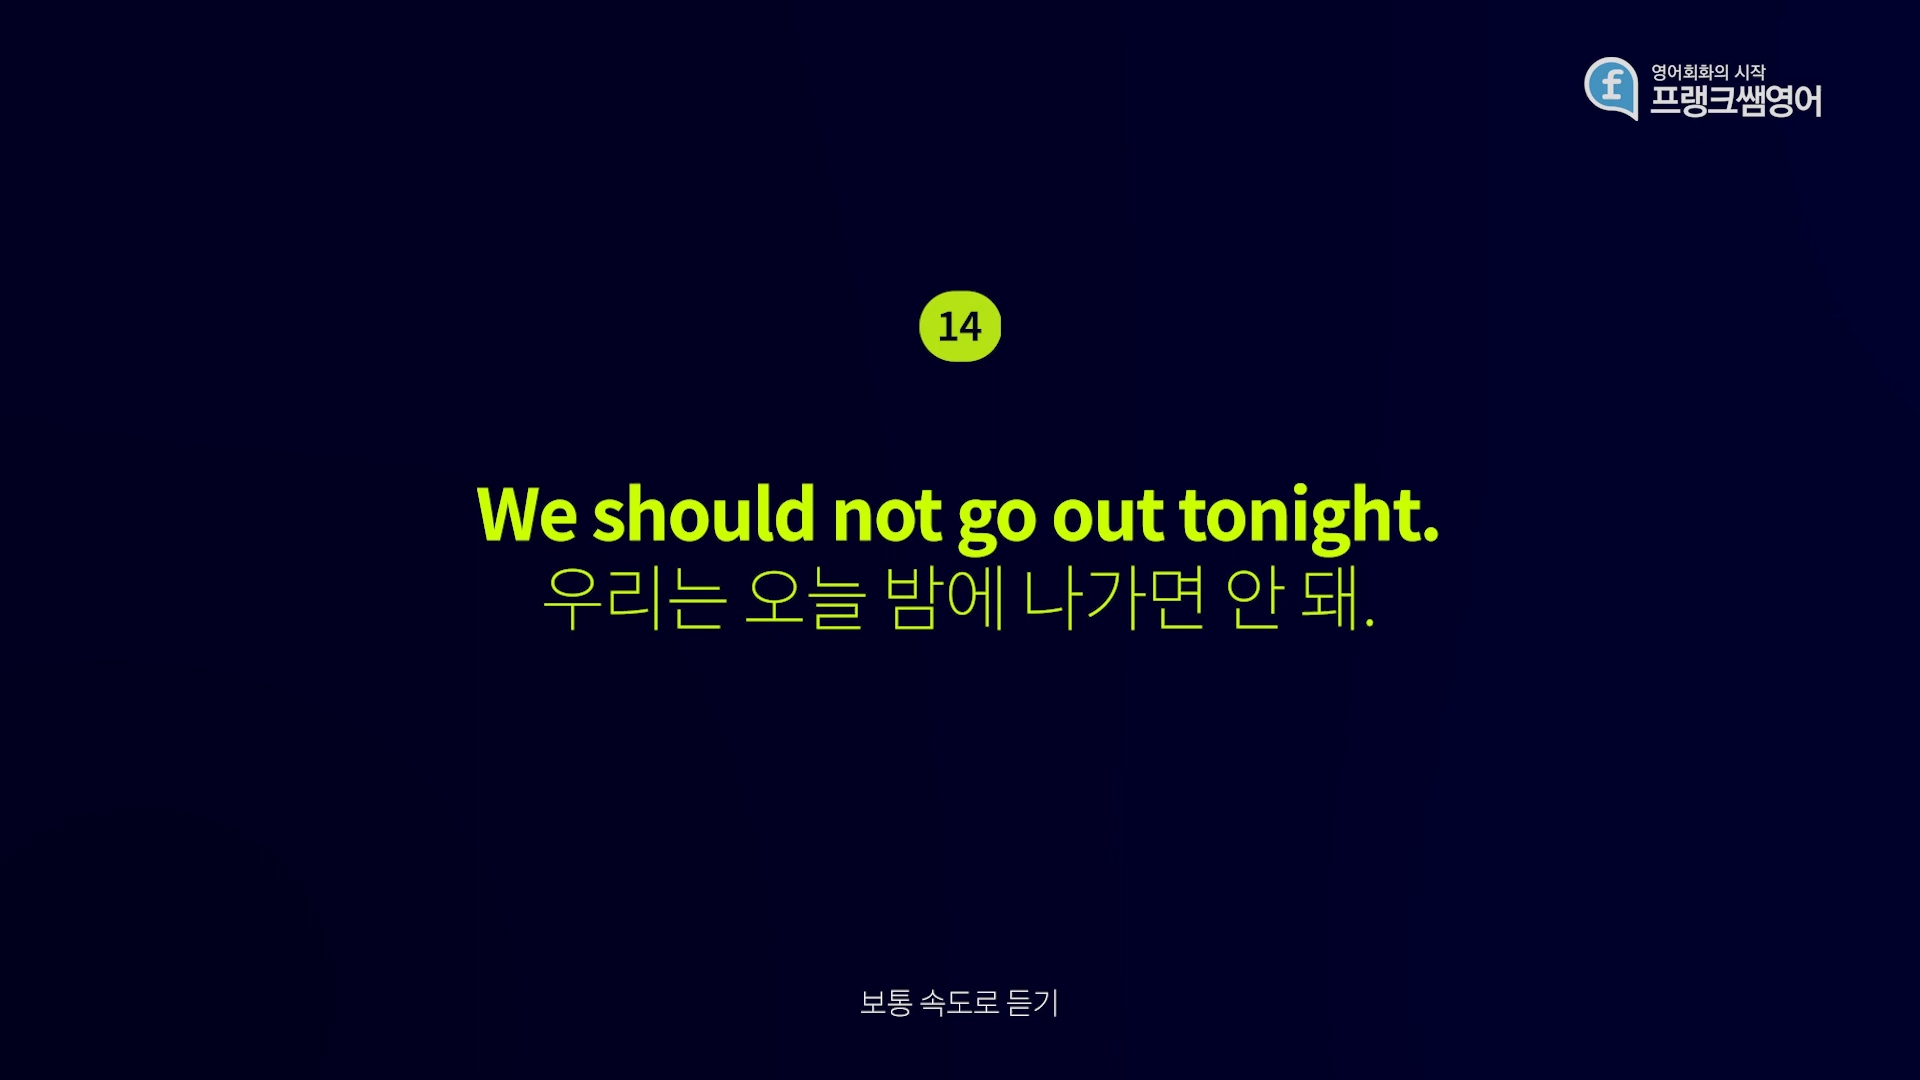 영어회화의 시작
프랭크쌤영어
14
We should not go out tonight.
우리는 오늘 밤에 나가면 안 돼.
보통 속도로 듣기